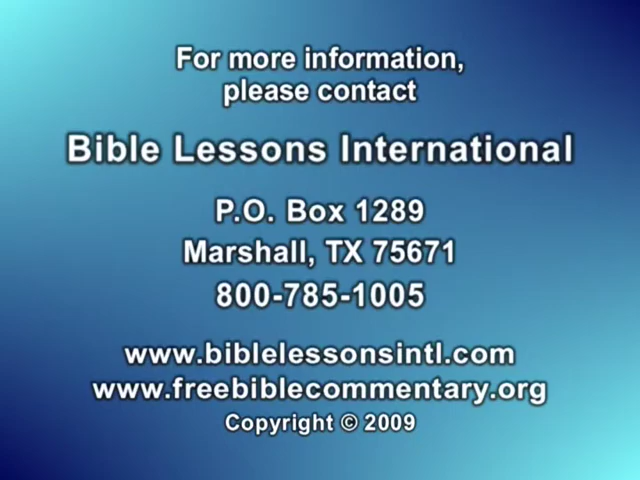 For more information,
please contact
Bible Lessons International
P.O. Box 1289
Marshall, TX 75671
800-785-1005
www.biblelessonsintl.com
www.freebiblecommentary.org
Copyright © 2009